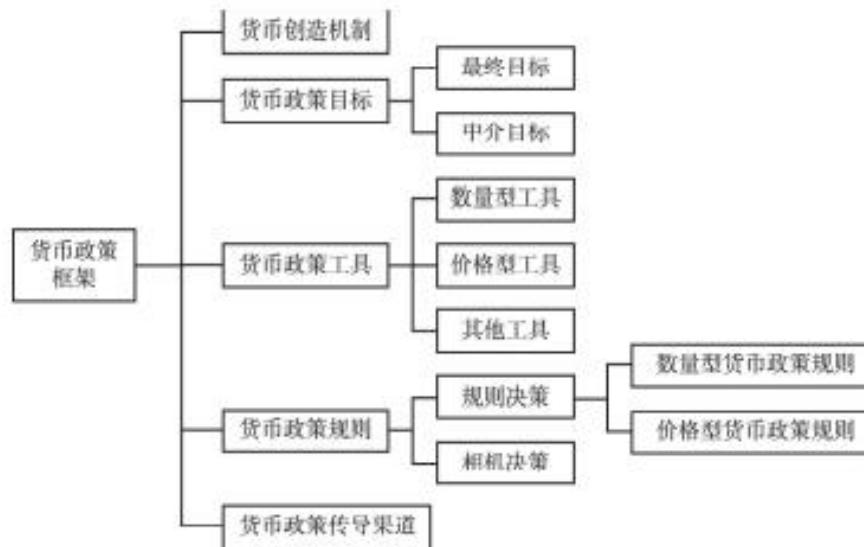 货币创造机制
货币政策目标
最终目标
中介目标
货币政策
框架
货币政策工具
数量型工具
价格型工具
其他工具
货币政策规则
规则决策
相机决策
数量型货币政策规则
价格型货币政策规则
货币政策传导渠道